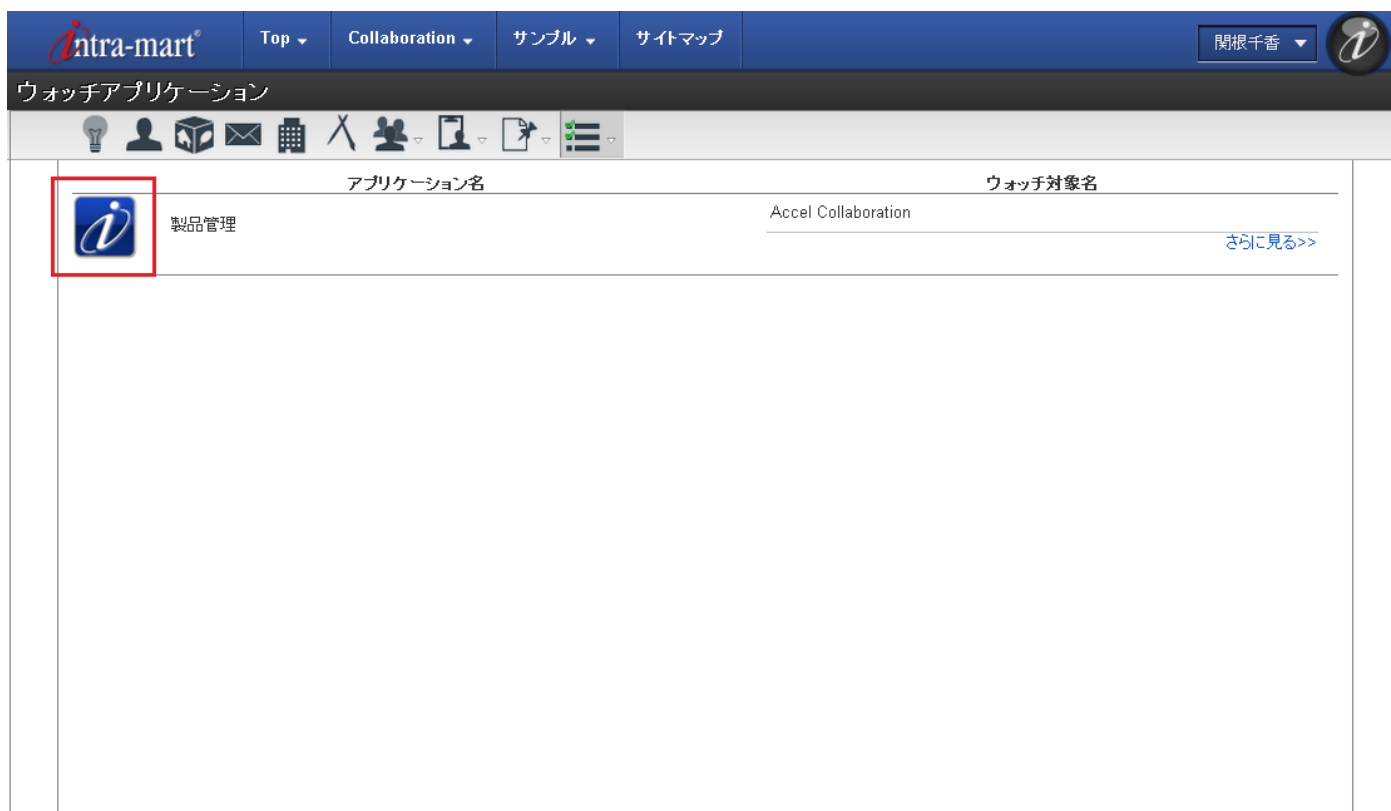 intra-mart® Top Collaboration サンプル サイトマップ 関根千香
ウォッチアプリケーション
アプリケーション名 ウォッチ対象名
製品管理 Accel Collaboration
さらに見る>>